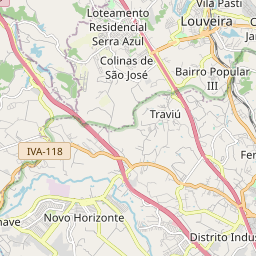 Vila Pasti
Loteamento
Residencial
Serra Azul
Louveira
Colinas de
São José
Bairro Popular
III
Traviú
IVA-118
Novo Horizonte
Distrito Indus